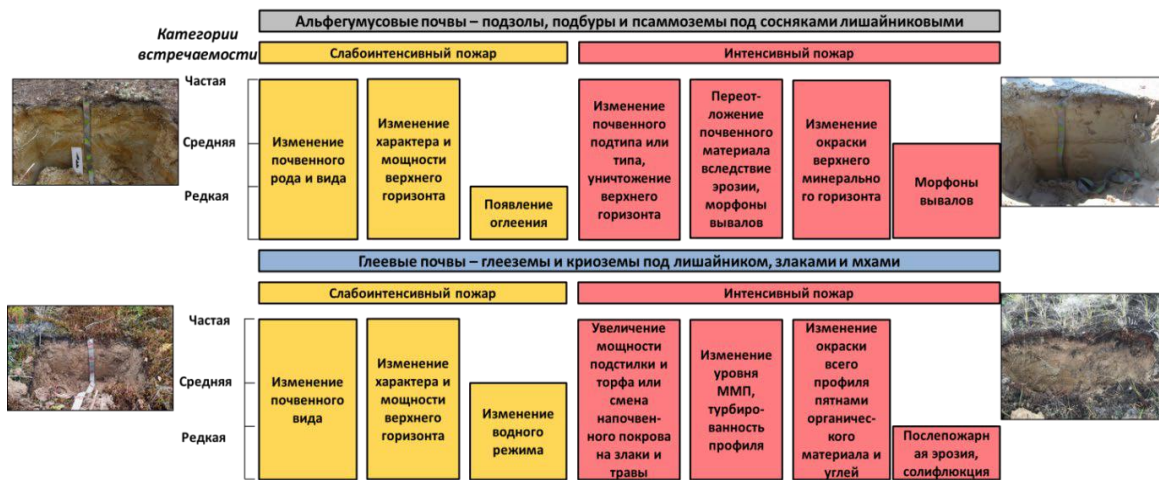 Альфегумусовые почвы – подзолы, подбуры и псаммоземы под сосняками лишайниковыми
Категории
встречаемости
Слабоинтенсивный пожар
Интенсивный пожар
Частая
Средняя
Редкая
Изменение
почвенного
рода и вида
Изменение
характера и
мощности
верхнего
горизонта
Появление
оглеения
Изменение
почвенного
подтипа или
типа,
уничтожение
верхнего
горизонта
Переот-
ложение
почвенного
материала
вследствие
эрозии,
морфоны
вывалов
Изменение
окраски
верхнего
минерально
го горизонта
Морфоны
вывалов
Глеевые почвы – глееземы и криоземы под лишайником, злаками и мхами
Слабоинтенсивный пожар
Интенсивный пожар
Частая
Средняя
Редкая
Изменение
почвенного
вида
Изменение
характера и
мощности
верхнего
горизонта
Изменение
водного
режима
Увеличение
мощности
подстилки и
торфа или
смена
напочвен-
ного покрова
на злаки и
травы
Изменение
уровня
ММП,
турбиро-
ванность
профиля
Изменение
окраски
всего
профиля
пятнами
органичес-
кого
материала и
углей
Послепожарн
ая эрозия,
солифлюкция